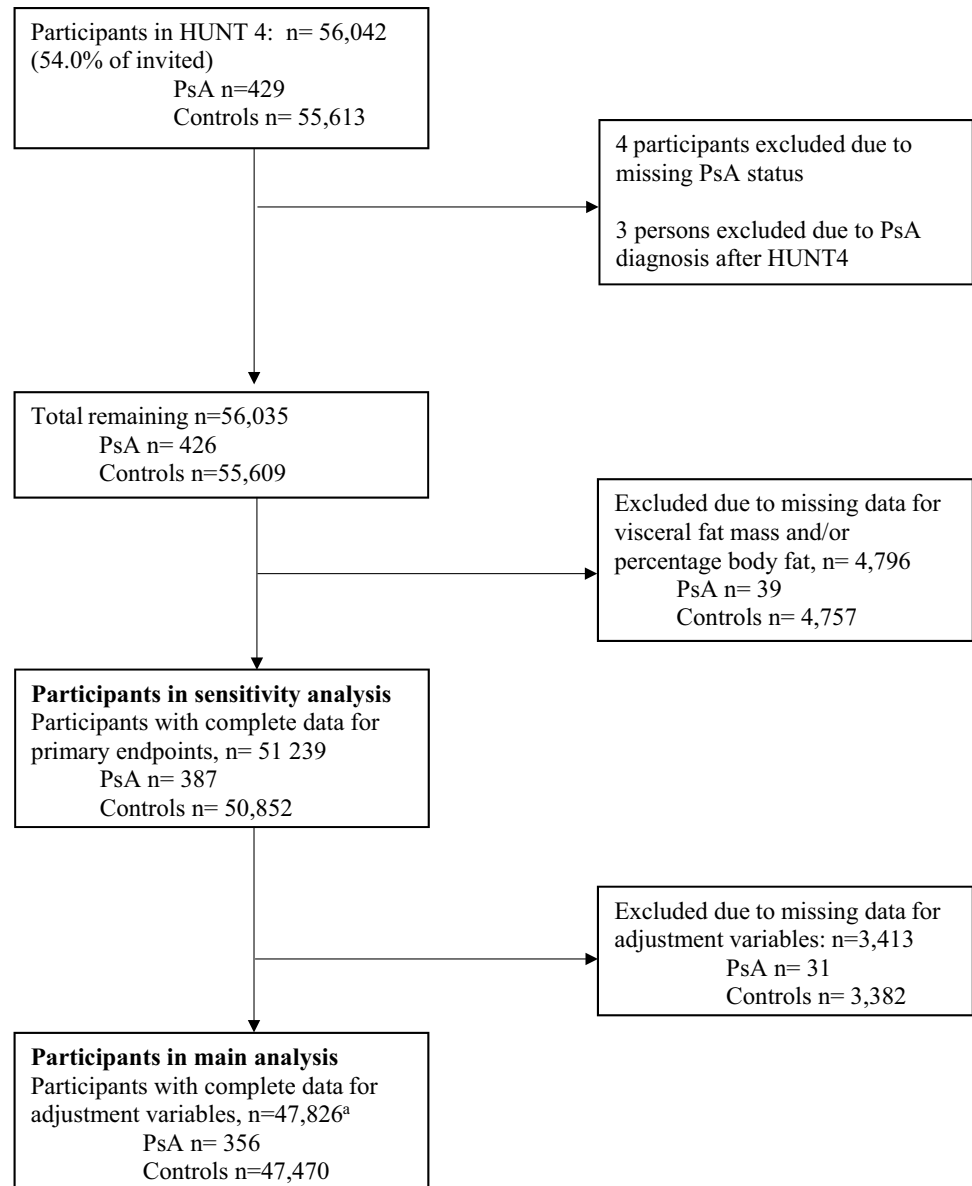 Participants in HUNT 4: n= 56,042
(54.0% of invited)
PsA n=429
Controls n= 55,613
4 participants excluded due to
missing PsA status
3 persons excluded due to PsA
diagnosis after HUNT4
Total remaining n=56,035
PsA n= 426
Controls n=55,609
Excluded due to missing data for
visceral fat mass and/or
percentage body fat, n= 4,796
PsA n= 39
Controls n= 4,757
Participants in sensitivity analysis
Participants with complete data for
primary endpoints, n= 51 239
PsA n= 387
Controls n= 50,852
Excluded due to missing data for
adjustment variables: n=3,413
PsA n= 31
Controls n= 3,382
Participants in main analysis
Participants with complete data for
adjustment variables, n=47,826ᵃ
PsA n= 356
Controls n=47,470